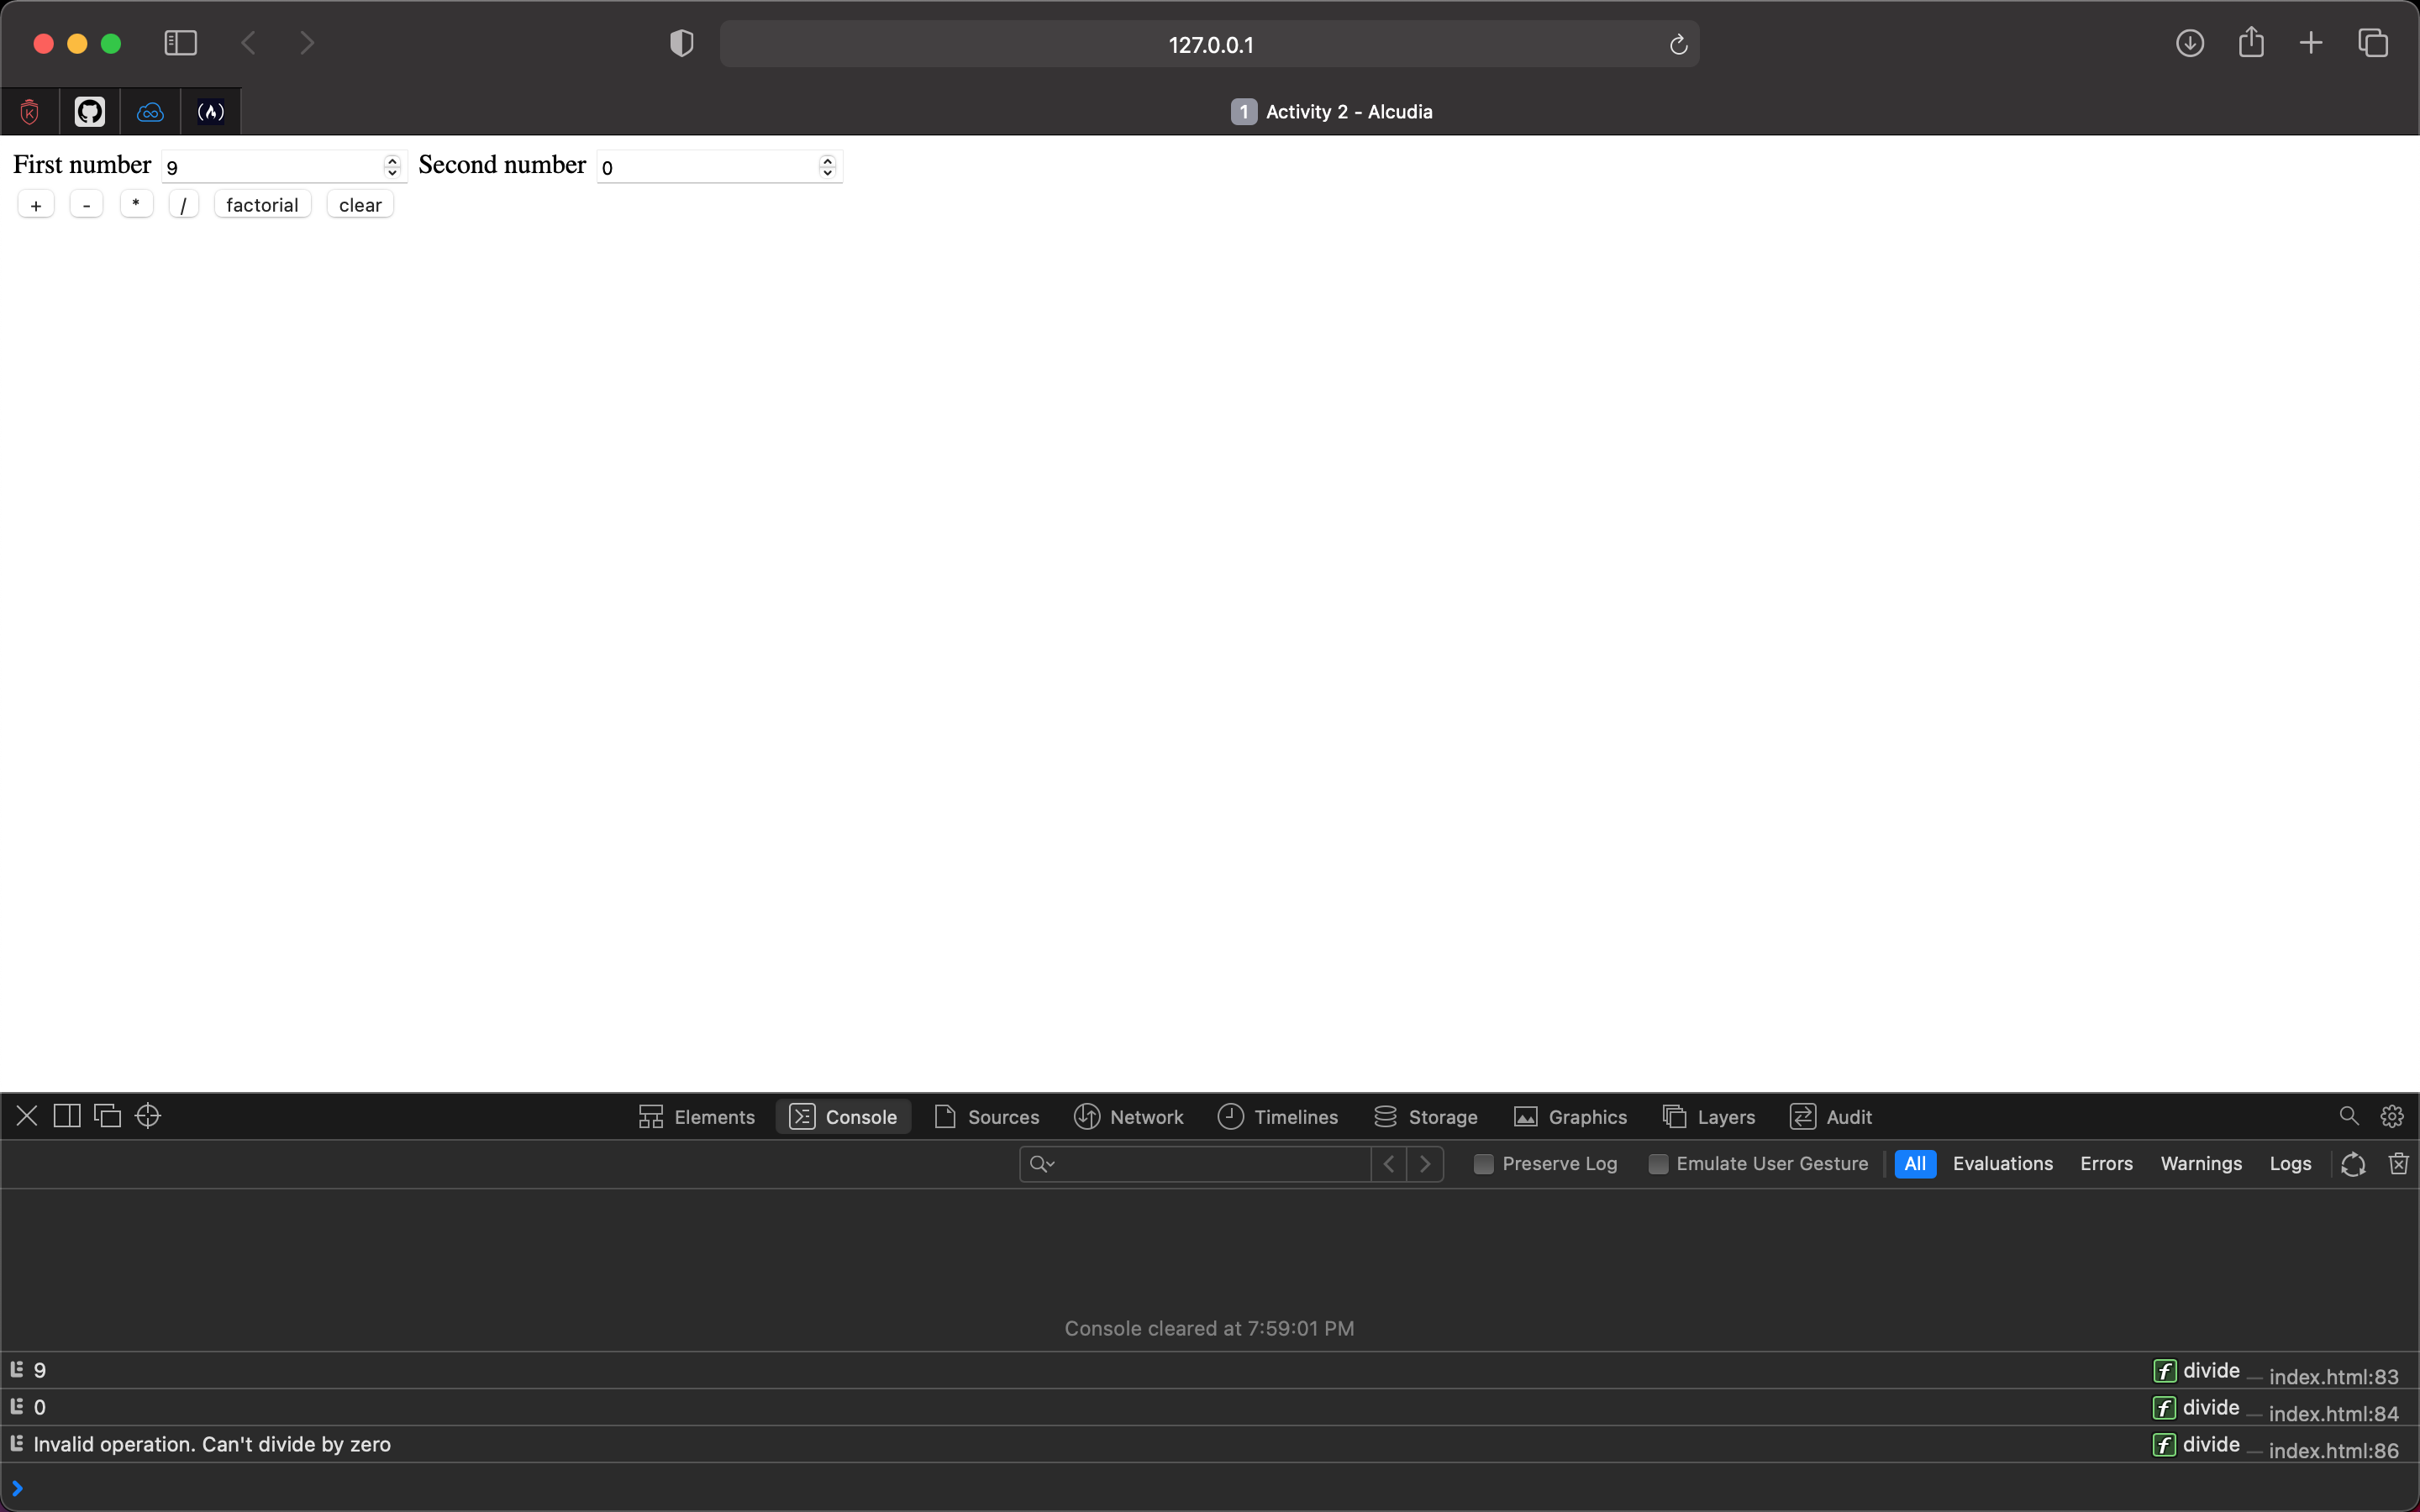 127.0.0.1
K
1 Activity 2 - Alcudia
First number 9 Second number 0
+ - * / factorial clear
Elements Console Sources Network Timelines Storage Graphics Layers Audit
Preserve Log Emulate User Gesture All Evaluations Errors Warnings Logs
Console cleared at 7:59:01 PM
9 f divide — index.html:83
0 f divide — index.html:84
Invalid operation. Can't divide by zero f divide — index.html:86